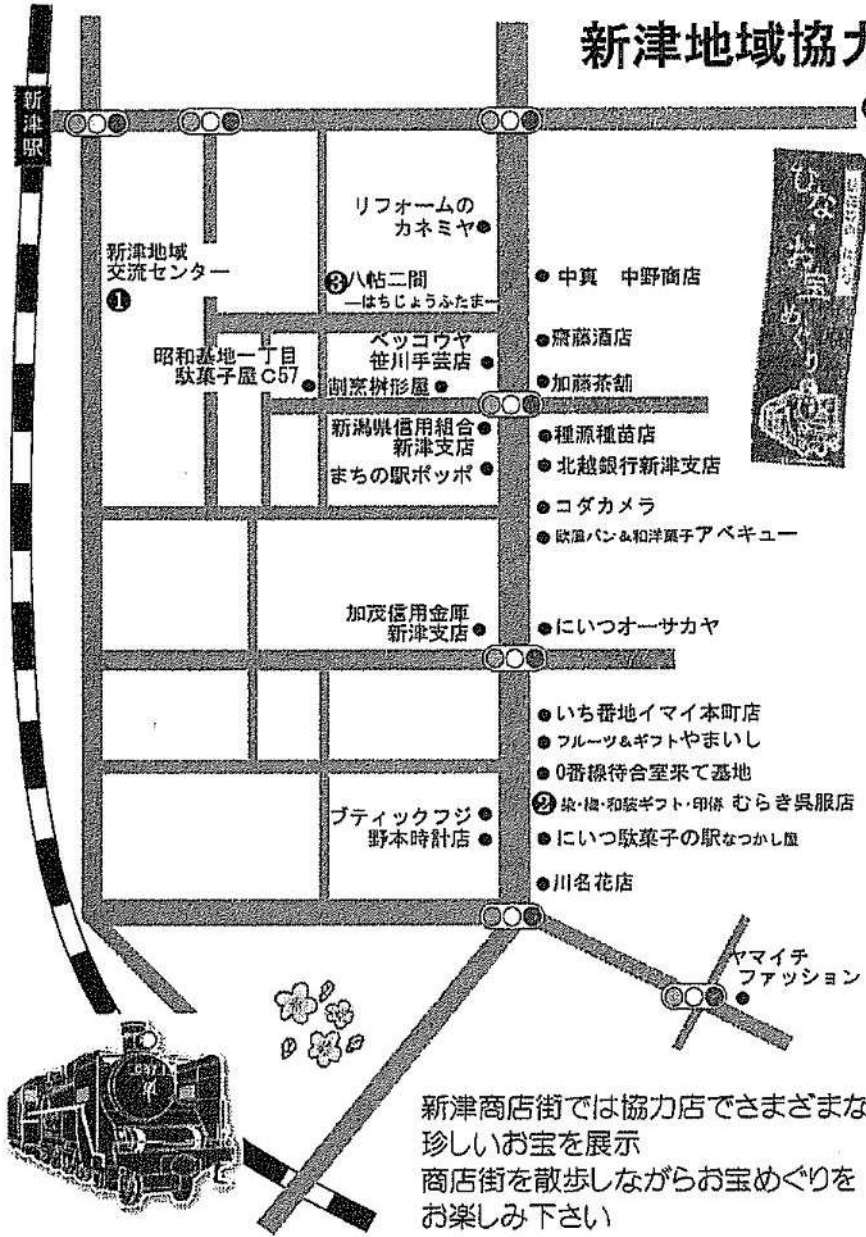 新津地域協力
新津駅
ひな・お宝めぐり
リフォームの
カネミヤ
新津地域
交流センター
❶
❸八帖二間
―はちじょうふたま―
中真 中野商店
ベッコウヤ
笹川手芸店
齋藤酒店
昭和基地一丁目
駄菓子屋C57
割烹桝形屋
加藤茶舗
新潟県信用組合
新津支店
種源種苗店
まちの駅ポッポ
北越銀行新津支店
コダカメラ
欧風パン&和洋菓子アベキュー
加茂信用金庫
新津支店
にいつオーサカヤ
いち番地イマイ本町店
フルーツ&ギフトやまいし
0番線待合室来て基地
❷染・織・和装ギフト・印伝 むらき呉服店
ブティックフジ
野本時計店
にいつ駄菓子の駅なつかし屋
川名花店
ヤマイチ
ファッション
新津商店街では協力店でさまざまな
珍しいお宝を展示
商店街を散歩しながらお宝めぐりを
お楽しみ下さい